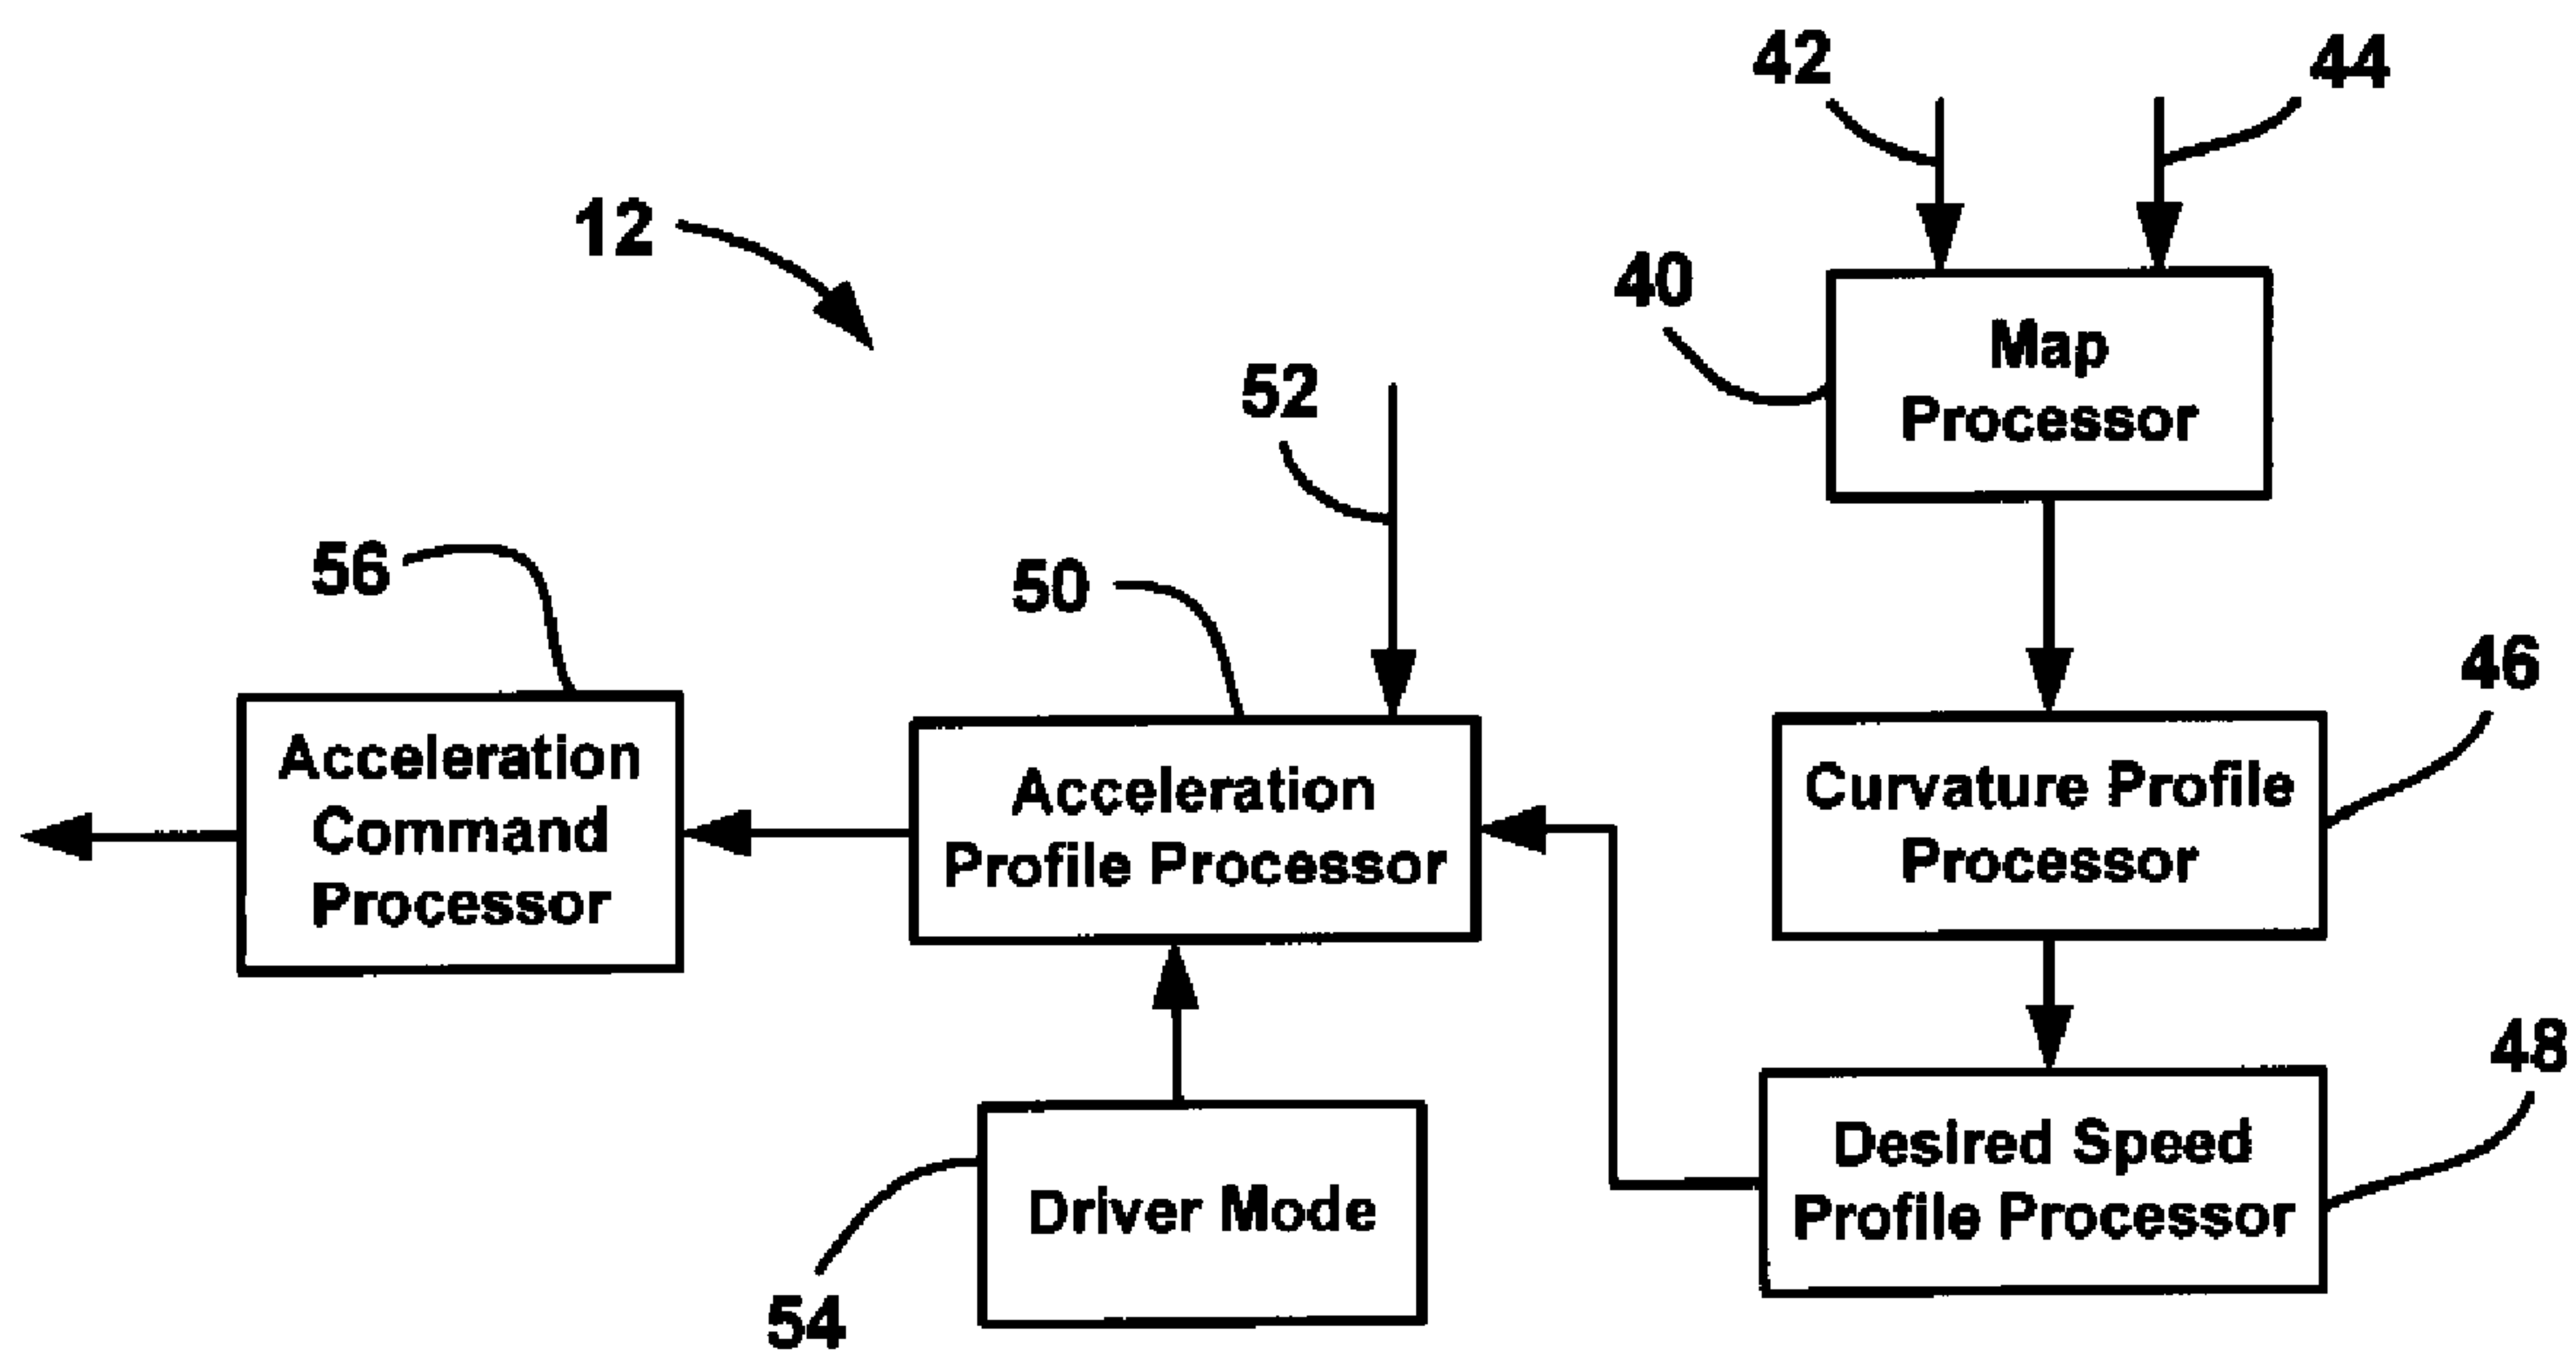 42
44
12
40
Map
Processor
52
56
50
46
Acceleration
Command
Processor
Acceleration
Profile Processor
Curvature Profile
Processor
48
Driver Mode
Desired Speed
Profile Processor
54